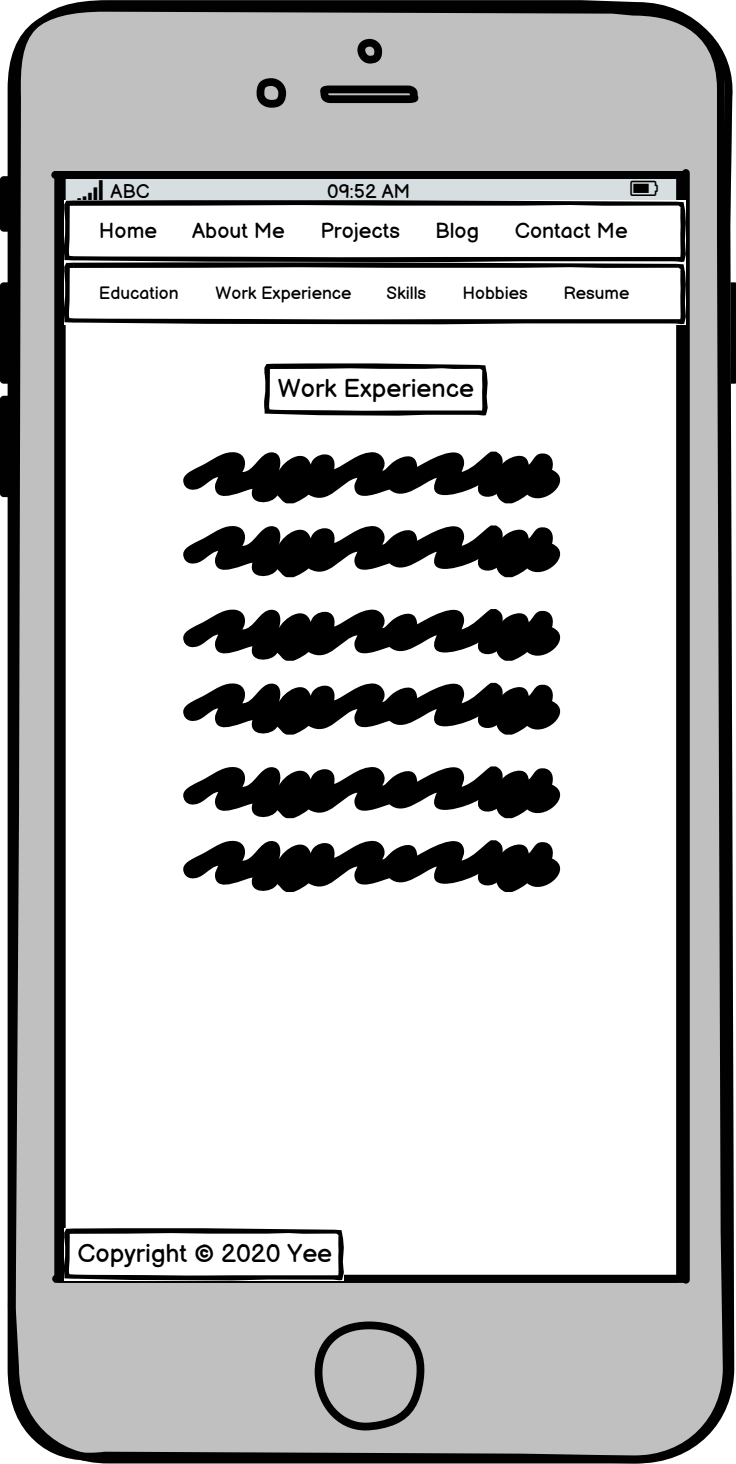 ABC 09:52 AM
Home About Me Projects Blog Contact Me
Education Work Experience Skills Hobbies Resume
Work Experience
Copyright © 2020 Yee